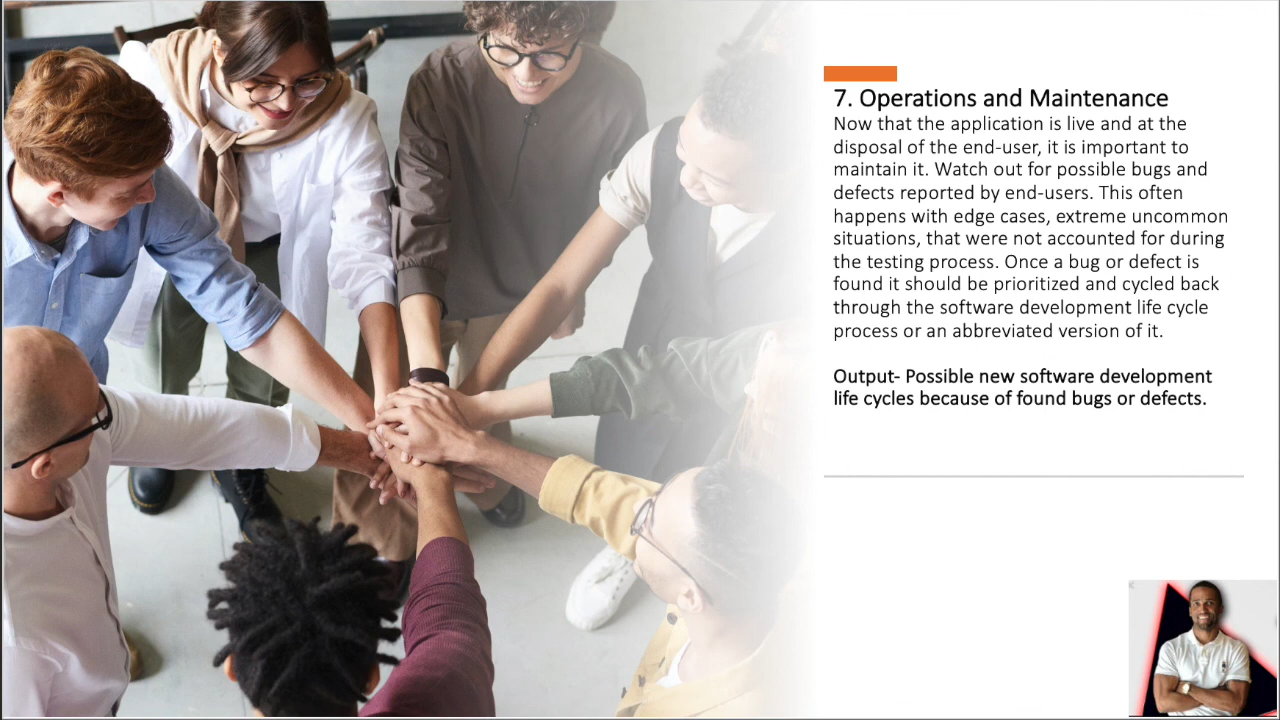 7. Operations and Maintenance
Now that the application is live and at the
disposal of the end-user, it is important to
maintain it. Watch out for possible bugs and
defects reported by end-users. This often
happens with edge cases, extreme uncommon
situations, that were not accounted for during
the testing process. Once a bug or defect is
found it should be prioritized and cycled back
through the software development life cycle
process or an abbreviated version of it.
Output- Possible new software development
life cycles because of found bugs or defects.